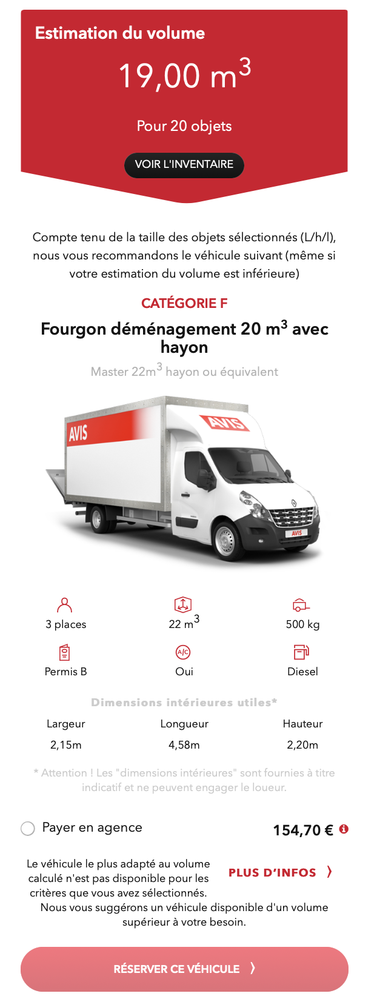 Estimation du volume
19,00 m³
Pour 20 objets
VOIR L'INVENTAIRE
Compte tenu de la taille des objets sélectionnés (L/h/l),
nous vous recommandons le véhicule suivant (même si
votre estimation du volume est inférieure)
CATÉGORIE F
Fourgon déménagement 20 m³ avec
hayon
Master 22m³ hayon ou équivalent
AVIS
AVIS
AVIS
3 places
22 m³
500 kg
A/C
Permis B
Oui
Diesel
Dimensions intérieures utiles*
Largeur
Longueur
Hauteur
2,15m
4,58m
2,20m
* Attention ! Les "dimensions intérieures" sont fournies à titre
indicatif et ne peuvent engager le loueur.
Payer en agence
154,70 €
Le véhicule le plus adapté au volume
calculé n'est pas disponible pour les
critères que vous avez sélectionnés.
Nous vous suggérons un véhicule disponible d'un volume
supérieur à votre besoin.
PLUS D’INFOS
RÉSERVER CE VÉHICULE